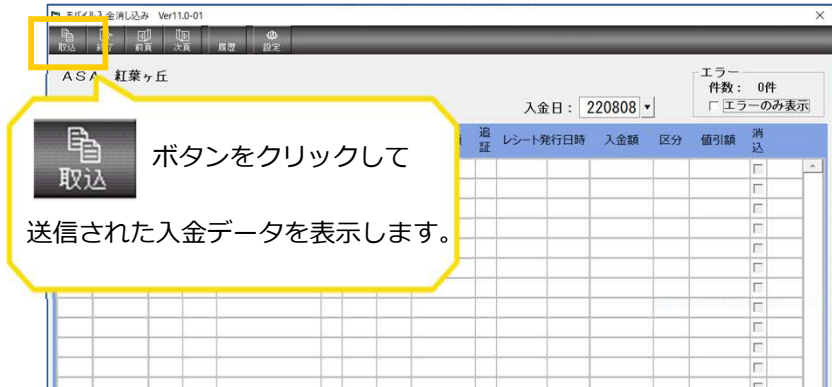 モバイル入金消し込み Ver11.0-01
取込 終了 前頁 次頁 履歴 設定
ASA 紅葉ヶ丘
エラー
件数： 0件
入金日： 220808
エラーのみ表示
追証 レシート発行日時 入金額 区分 値引額 消込
取込 ボタンをクリックして
送信された入金データを表示します。